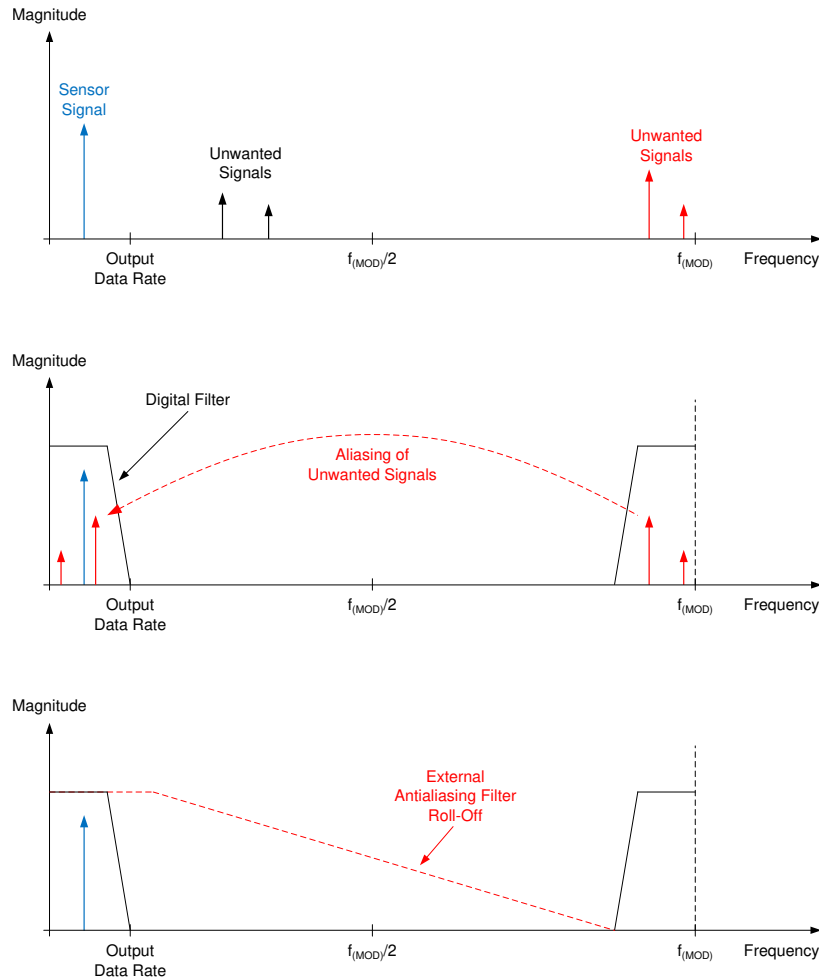 Magnitude
Sensor
Signal
Unwanted
Signals
Unwanted
Signals
Output
Data Rate
f(MOD)/2
f(MOD)
Frequency
Magnitude
Digital Filter
Aliasing of
Unwanted Signals
Output
Data Rate
f(MOD)/2
f(MOD)
Frequency
Magnitude
External
Antialiasing Filter
Roll-Off
Output
Data Rate
f(MOD)/2
f(MOD)
Frequency